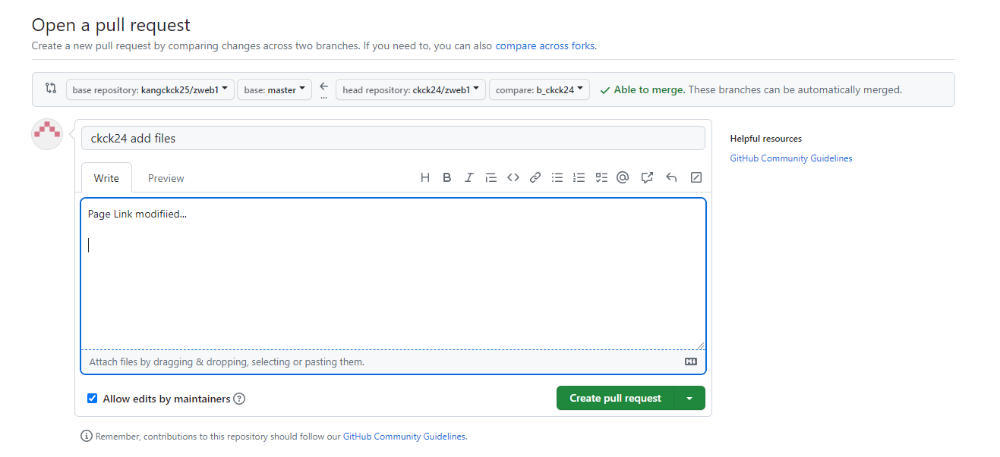 Open a pull request
Create a new pull request by comparing changes across two branches. If you need to, you can also compare across forks.
base repository: kangckck25/zweb1 base: master ... head repository: ckck24/zweb1 compare: b_ckck24 Able to merge. These branches can be automatically merged.
ckck24 add files
Helpful resources
GitHub Community Guidelines
Write Preview
Page Link modifiied...
Attach files by dragging & dropping, selecting or pasting them.
Allow edits by maintainers
Create pull request
Remember, contributions to this repository should follow our GitHub Community Guidelines.